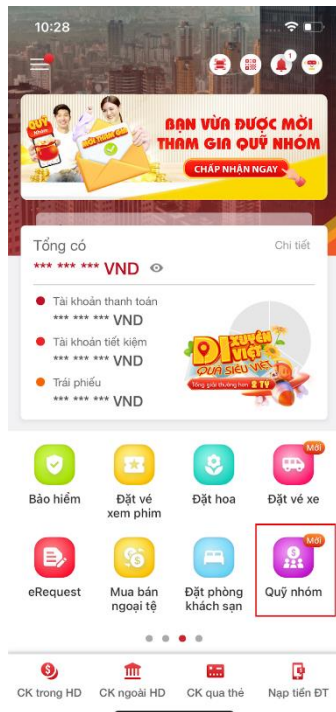 10:28
1
QUỸ
MỜI THAM GIA
BẠN VỪA ĐƯỢC MỜI
THAM GIA QUỸ NHÓM
CHẤP NHẬN NGAY
Tổng có
Chi tiết
*** *** *** VND
Tài khoản thanh toán
*** *** *** VND
Tài khoản tiết kiệm
*** *** *** VND
Trái phiếu
*** *** *** VND
ĐI XUYÊN VIỆT
QUÀ SIÊU VIỆT
Tổng giải thưởng hơn 2 TỶ
Mới
Bảo hiểm
Đặt vé
xem phim
Đặt hoa
Đặt vé xe
Mới
eRequest
Mua bán
ngoại tệ
Đặt phòng
khách sạn
Quỹ nhóm
CK trong HD
CK ngoài HD
CK qua thẻ
Nạp tiền ĐT